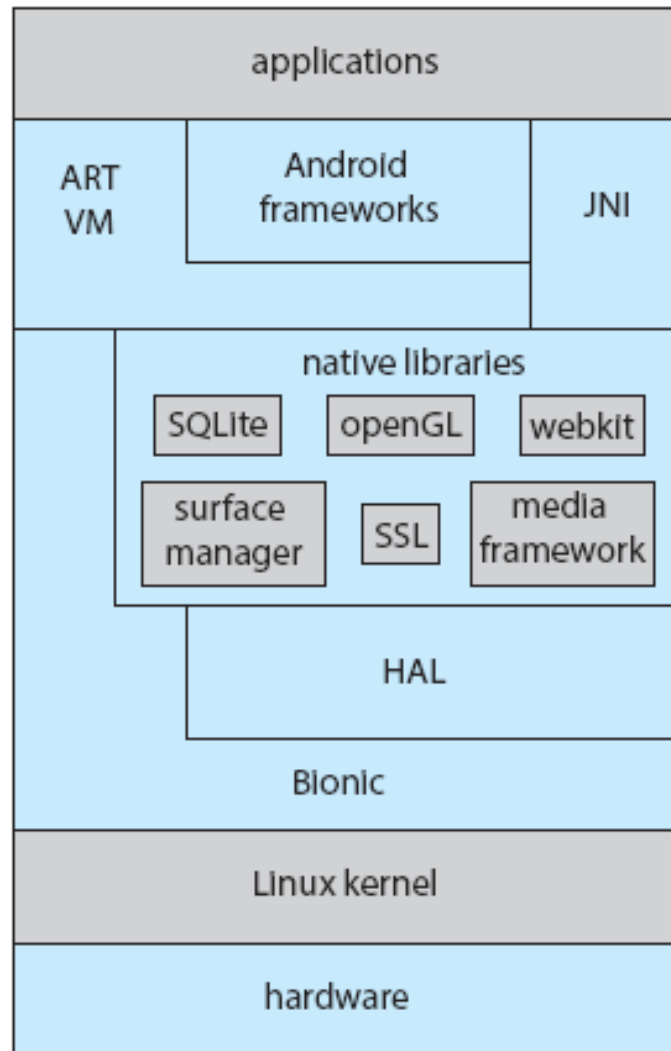 applications
ART
VM
Android
frameworks
JNI
native libraries
SQLite
openGL
webkit
surface
manager
SSL
media
framework
HAL
Bionic
Linux kernel
hardware